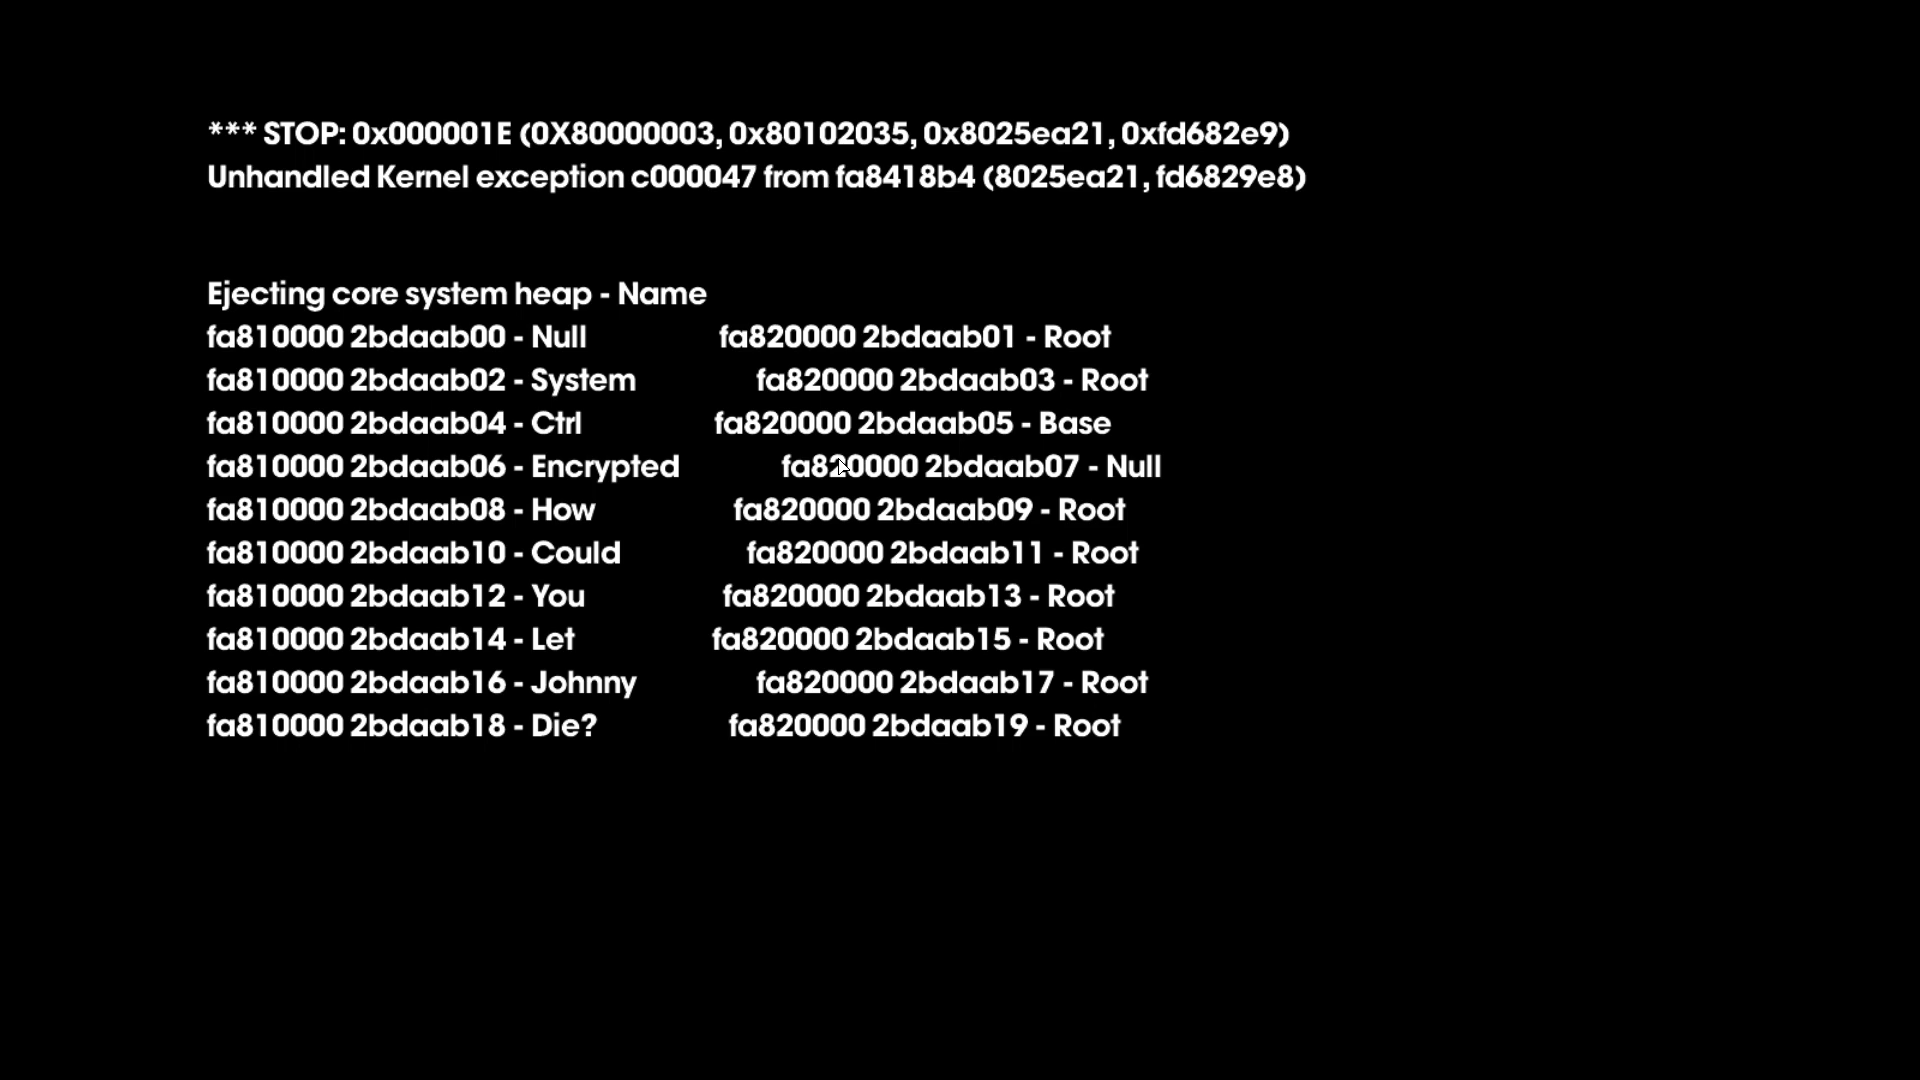 *** STOP: 0x000001E (0X80000003, 0x80102035, 0x8025ea21, 0xfd682e9)
Unhandled Kernel exception c000047 from fa8418b4 (8025ea21, fd6829e8)
Ejecting core system heap - Name
fa810000 2bdaab00 - Null fa820000 2bdaab01 - Root
fa810000 2bdaab02 - System fa820000 2bdaab03 - Root
fa810000 2bdaab04 - Ctrl fa820000 2bdaab05 - Base
fa810000 2bdaab06 - Encrypted fa820000 2bdaab07 - Null
fa810000 2bdaab08 - How fa820000 2bdaab09 - Root
fa810000 2bdaab10 - Could fa820000 2bdaab11 - Root
fa810000 2bdaab12 - You fa820000 2bdaab13 - Root
fa810000 2bdaab14 - Let fa820000 2bdaab15 - Root
fa810000 2bdaab16 - Johnny fa820000 2bdaab17 - Root
fa810000 2bdaab18 - Die? fa820000 2bdaab19 - Root